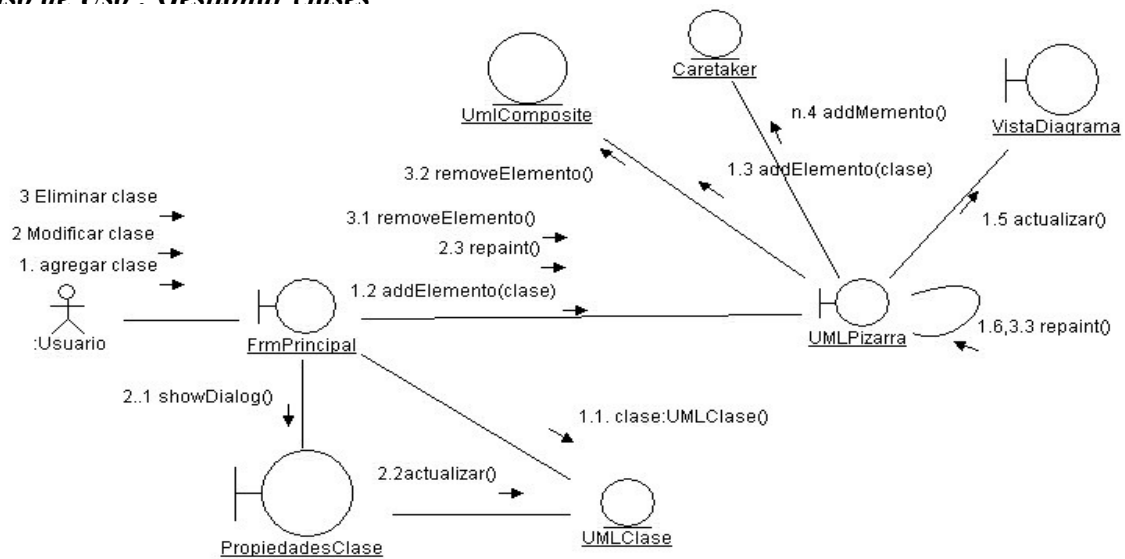 Caretaker
UmlComposite
n.4 addMemento()
VistaDiagrama
3.2 removeElemento()
1.3 addElemento(clase)
3 Eliminar clase
3.1 removeElemento()
1.5 actualizar()
2 Modificar clase
2.3 repaint()
1. agregar clase
1.2 addElemento(clase)
:Usuario
FrmPrincipal
UMLPizarra
1.6,3.3 repaint()
2..1 showDialog()
1.1. clase:UMLClase()
2.2actualizar()
PropiedadesClase
UMLClase